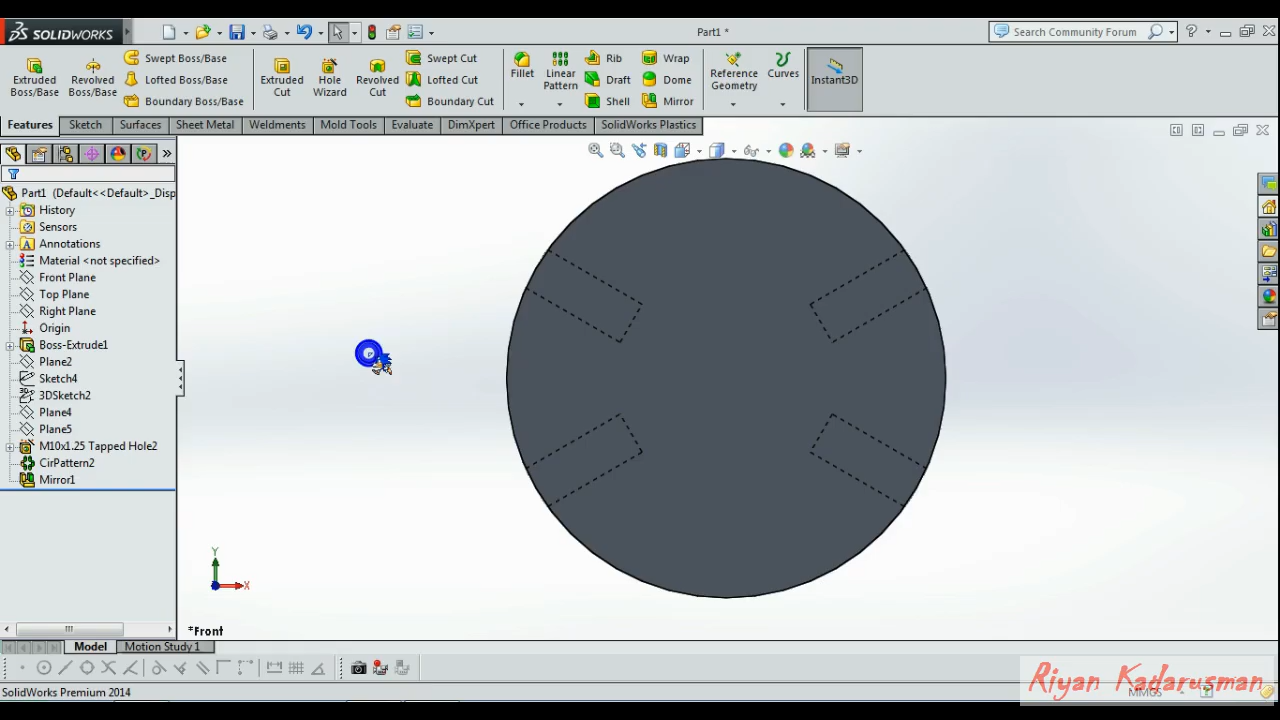 SOLIDWORKS
Part1 *
Search Community Forum
Extruded Boss/Base
Revolved Boss/Base
Swept Boss/Base
Lofted Boss/Base
Boundary Boss/Base
Extruded Cut
Hole Wizard
Revolved Cut
Swept Cut
Lofted Cut
Boundary Cut
Fillet
Linear Pattern
Rib
Draft
Shell
Wrap
Dome
Mirror
Reference Geometry
Curves
Instant3D
Features
Sketch
Surfaces
Sheet Metal
Weldments
Mold Tools
Evaluate
DimXpert
Office Products
SolidWorks Plastics
Part1 (Default<<Default>_Disp
History
Sensors
Annotations
Material <not specified>
Front Plane
Top Plane
Right Plane
Origin
Boss-Extrude1
Plane2
Sketch4
3DSketch2
Plane4
Plane5
M10x1.25 Tapped Hole2
CirPattern2
Mirror1
Y
X
*Front
Model
Motion Study 1
SolidWorks Premium 2014
MMGS
Riyan Kadarusman